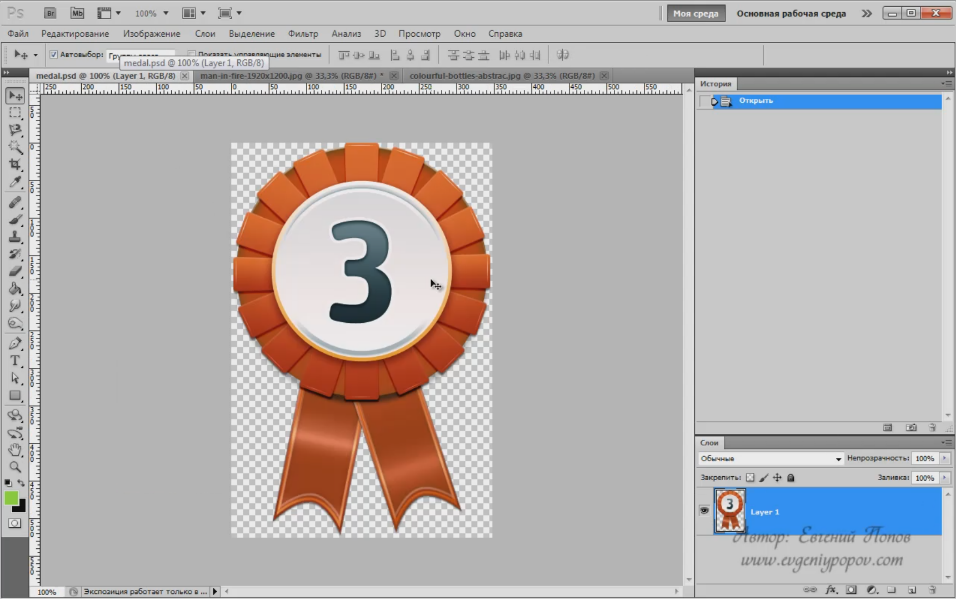 Ps Br Mb 100% Моя среда Основная рабочая среда
Файл Редактирование Изображение Слои Выделение Фильтр Анализ 3D Просмотр Окно Справка
Автовыбор: Показать управляющие элементы
medal.psd @ 100% (Layer 1, RGB/8)
medal.psd @ 100% (Layer 1, RGB/8) man-in-fire-1920x1200.jpg @ 33,3% (RGB/8#) * colourful-bottles-abstrac.jpg @ 33,3% (RGB/8#)
250 200 150 100 50 0 50 100 150 200 250 300 350 400 450 500 550
История
Открыть
3
Слои
Обычные Непрозрачность: 100%
Закрепить: Заливка: 100%
3
Layer 1
Автор: Евгений Попов
www.evgeniypopov.com
100% Экспозиция работает только в ...